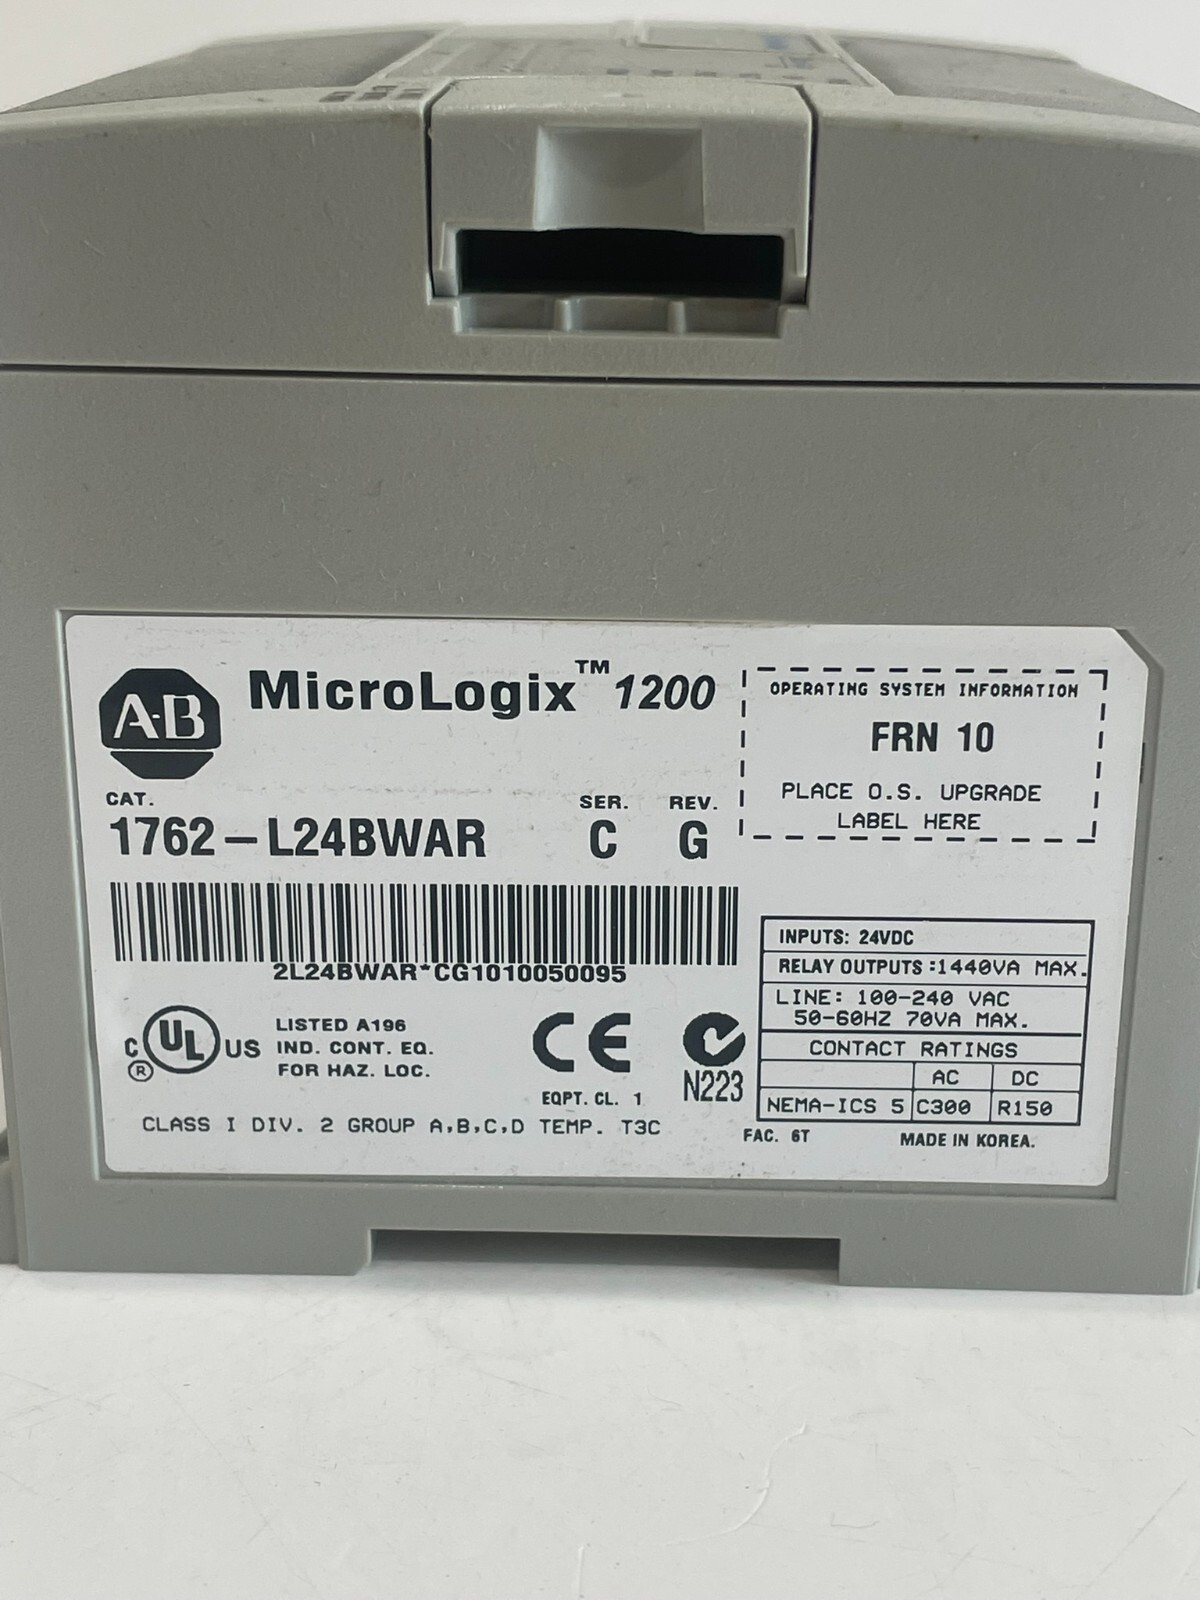 A-B
MicroLogix™ 1200
CAT.
1762-L24BWAR
SER.
C
REV.
G
OPERATING SYSTEM INFORMATION
FRN 10
PLACE O.S. UPGRADE
LABEL HERE
2L24BWAR*CG1010050095
C UL US
®
LISTED A196
IND. CONT. EQ.
FOR HAZ. LOC.
CE
EQPT. CL. 1
N223
CLASS I DIV. 2 GROUP A,B,C,D TEMP. T3C
INPUTS: 24VDC
RELAY OUTPUTS:1440VA MAX.
LINE: 100-240 VAC
50-60HZ 70VA MAX.
CONTACT RATINGS
AC DC
NEMA-ICS 5 C300 R150
FAC. 6T
MADE IN KOREA.